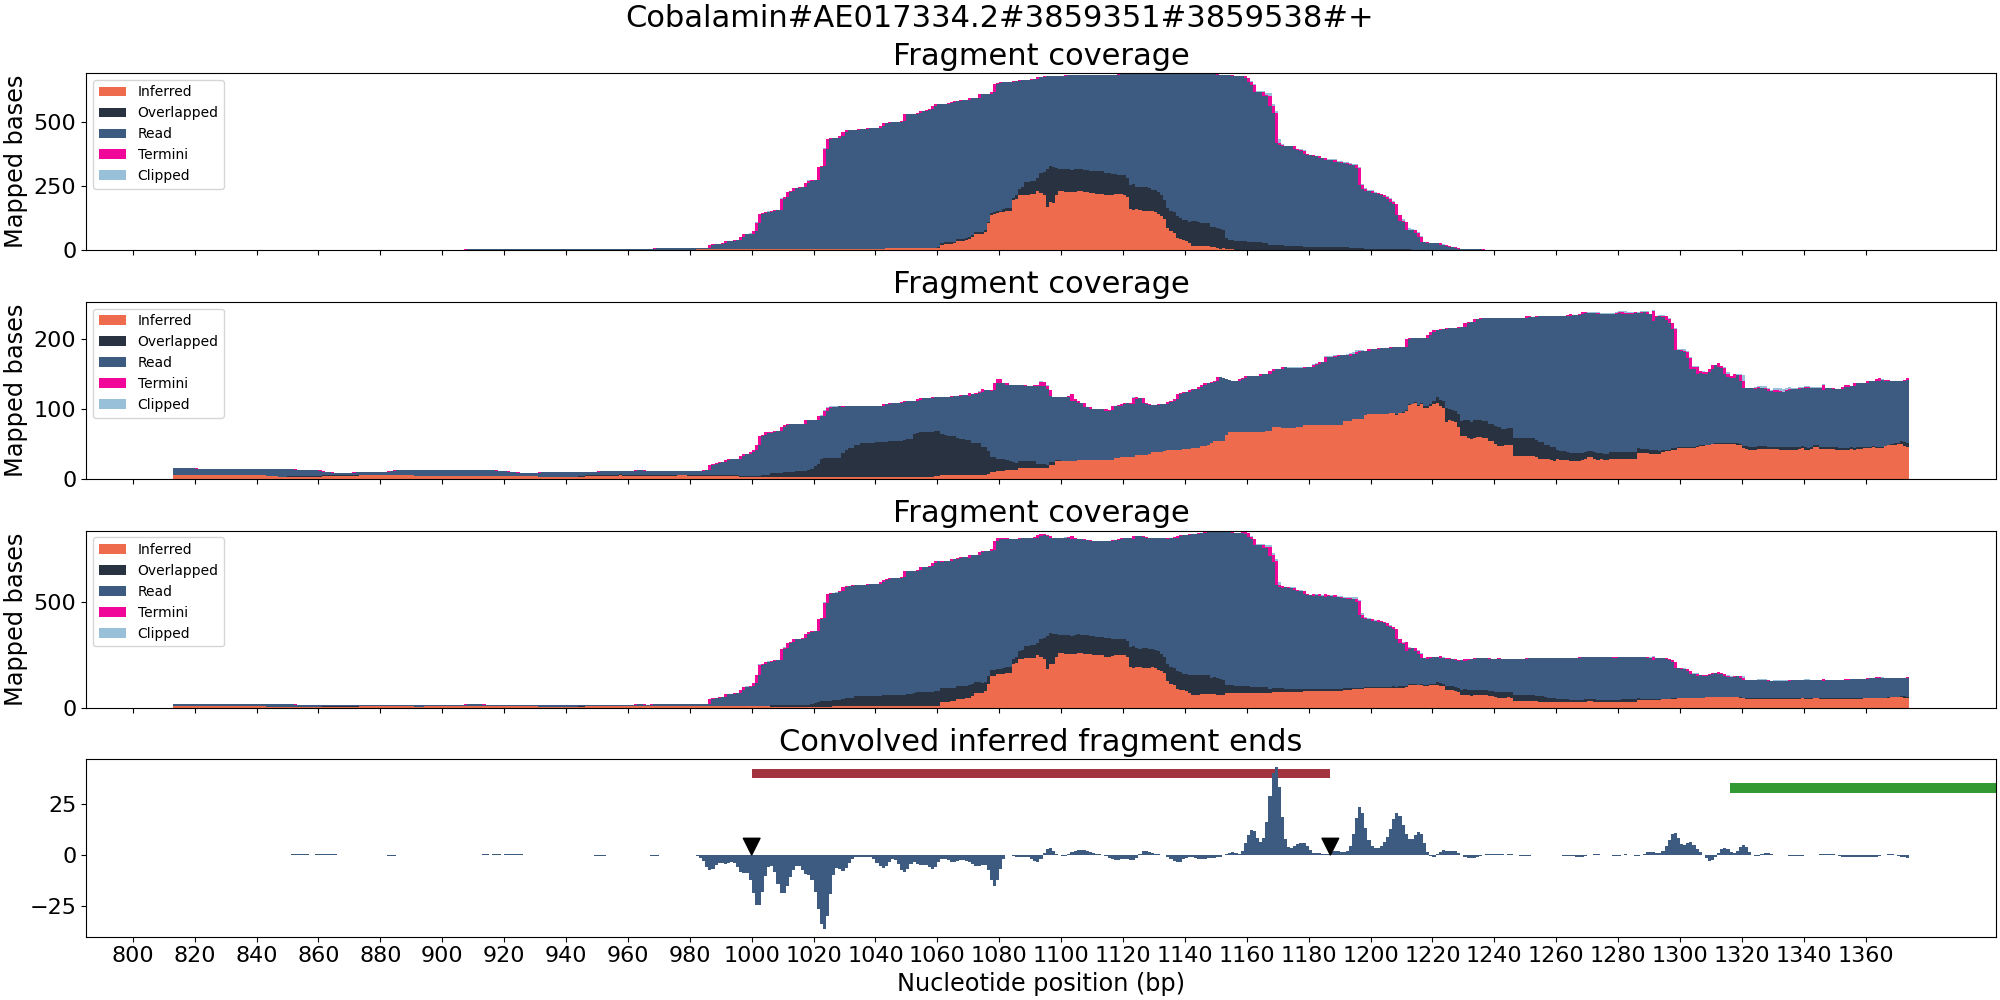 Cobalamin#AE017334.2#3859351#3859538#+
Fragment coverage
Mapped bases
500
250
0
Inferred
Overlapped
Read
Termini
Clipped
Fragment coverage
Mapped bases
200
100
0
Inferred
Overlapped
Read
Termini
Clipped
Fragment coverage
Mapped bases
500
0
Inferred
Overlapped
Read
Termini
Clipped
Convolved inferred fragment ends
25
0
−25
800 820 840 860 880 900 920 940 960 980 1000 1020 1040 1060 1080 1100 1120 1140 1160 1180 1200 1220 1240 1260 1280 1300 1320 1340 1360
Nucleotide position (bp)